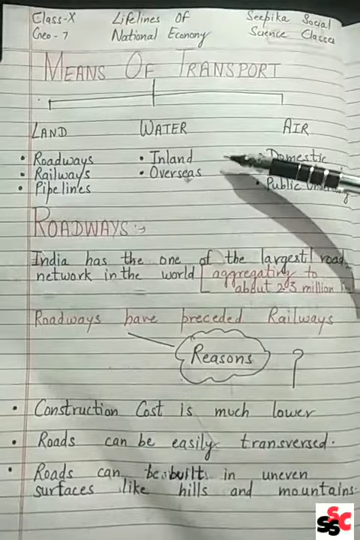 Class-X Lifelines Of Seepika Social
Geo-7 National Economy Science Classes
MEANS OF TRANSPORT
LAND WATER AIR
• Roadways • Inland • Domestic
• Railways • Overseas
• Pipelines • Public
ROADWAYS:-
India has the one of the largest road
network in the world [aggregating to
about 2.3 million
Roadways have preceded Railways
Reasons ?
• Construction Cost is much lower
• Roads can be easily transversed.
• Roads can be built in uneven
surfaces like hills and mountains.
SSC